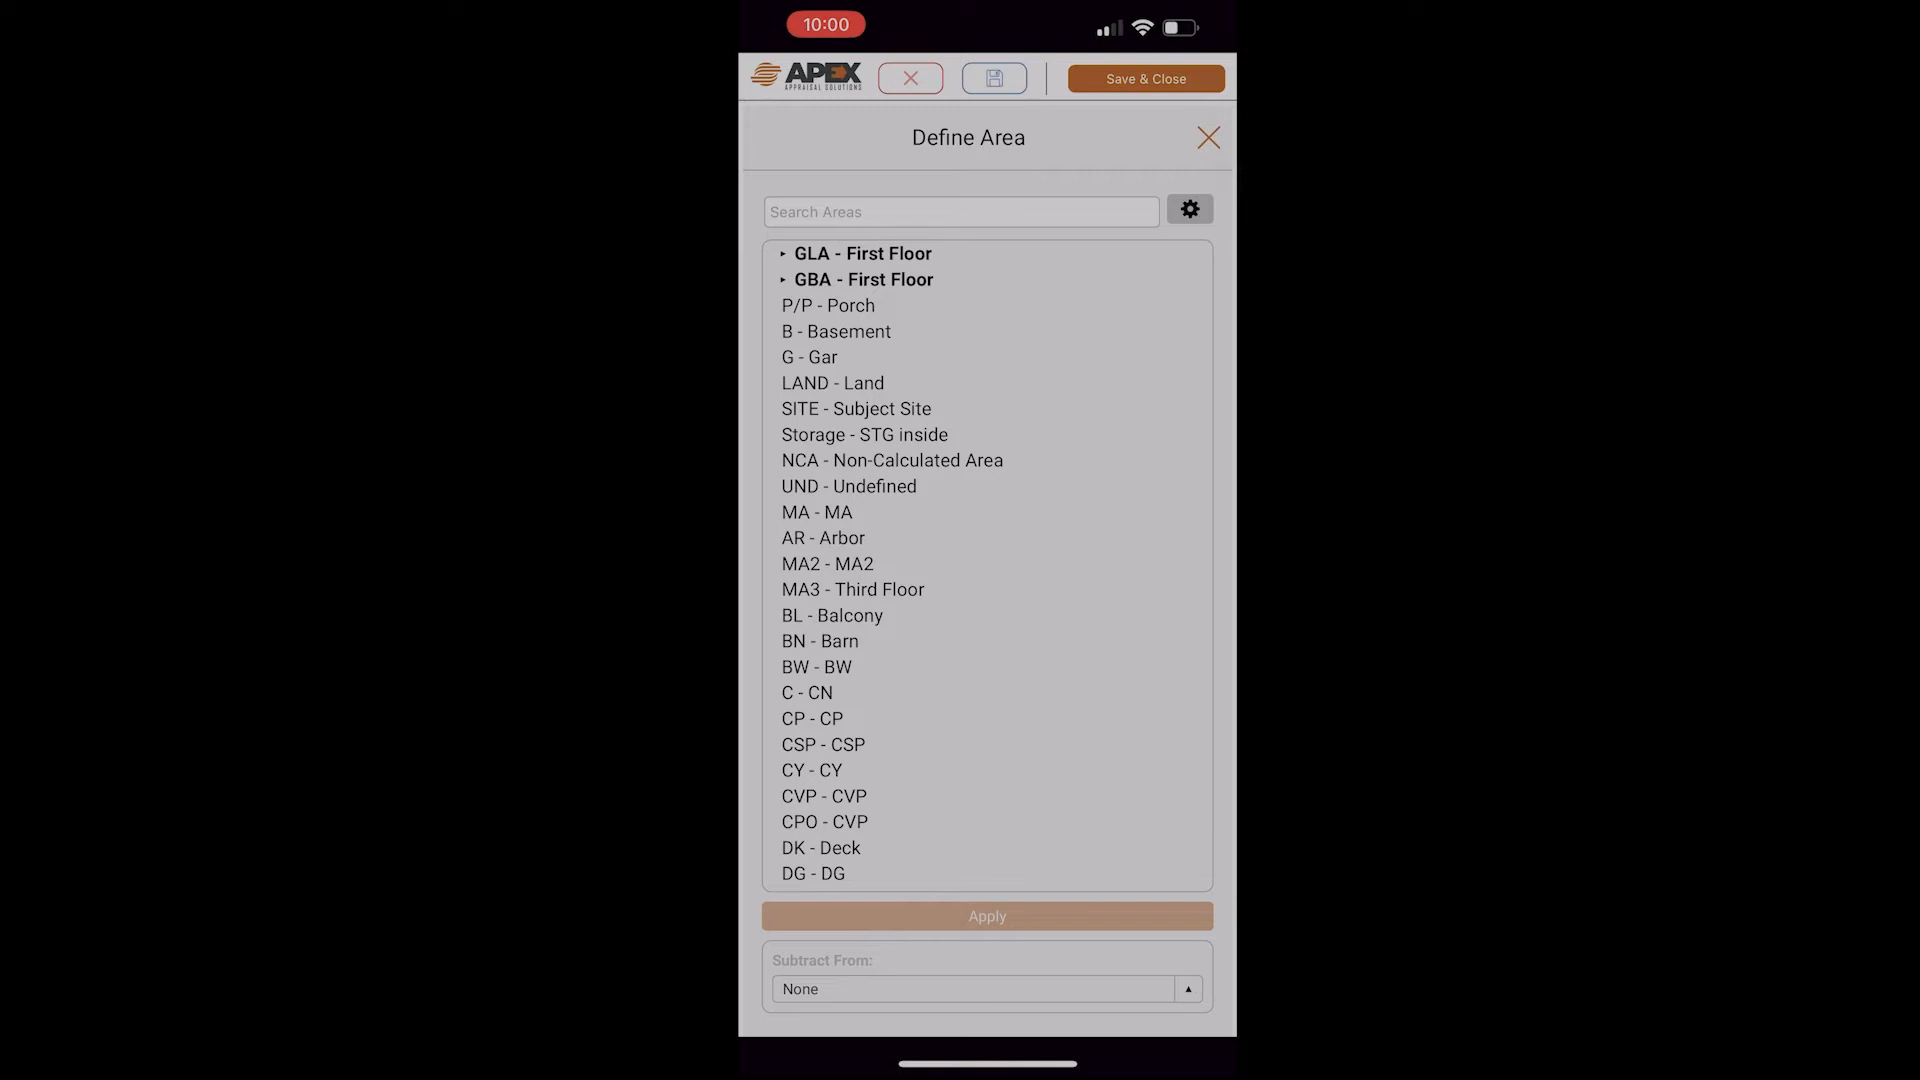 10:00
APEX
APPRAISAL SOLUTIONS
Save & Close
Define Area
Search Areas
GLA - First Floor
GBA - First Floor
P/P - Porch
B - Basement
G - Gar
LAND - Land
SITE - Subject Site
Storage - STG inside
NCA - Non-Calculated Area
UND - Undefined
MA - MA
AR - Arbor
MA2 - MA2
MA3 - Third Floor
BL - Balcony
BN - Barn
BW - BW
C - CN
CP - CP
CSP - CSP
CY - CY
CVP - CVP
CPO - CVP
DK - Deck
DG - DG
Apply
Subtract From:
None